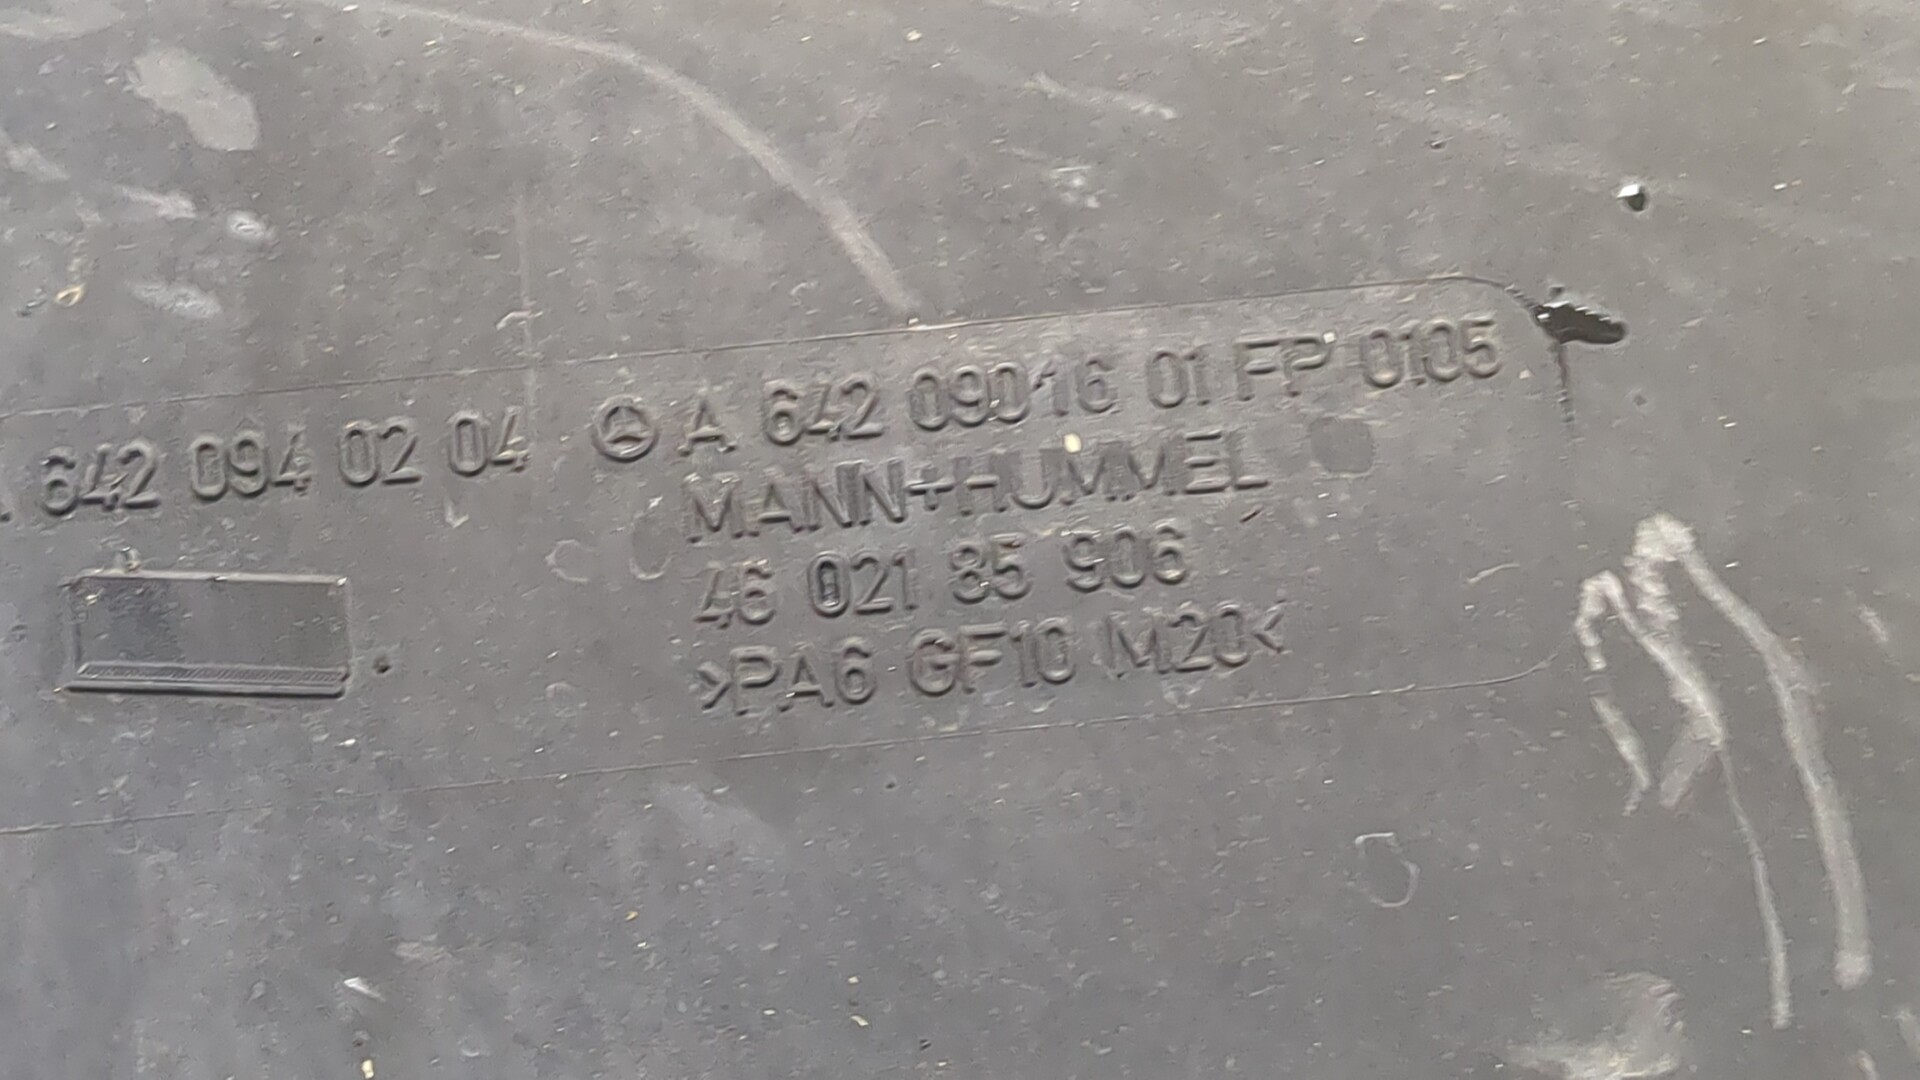 A 642 094 02 04 A 642 090 16 01 FP 0105
MANN+HUMMEL
46 021 85 906
>PA6 GF10 M20<